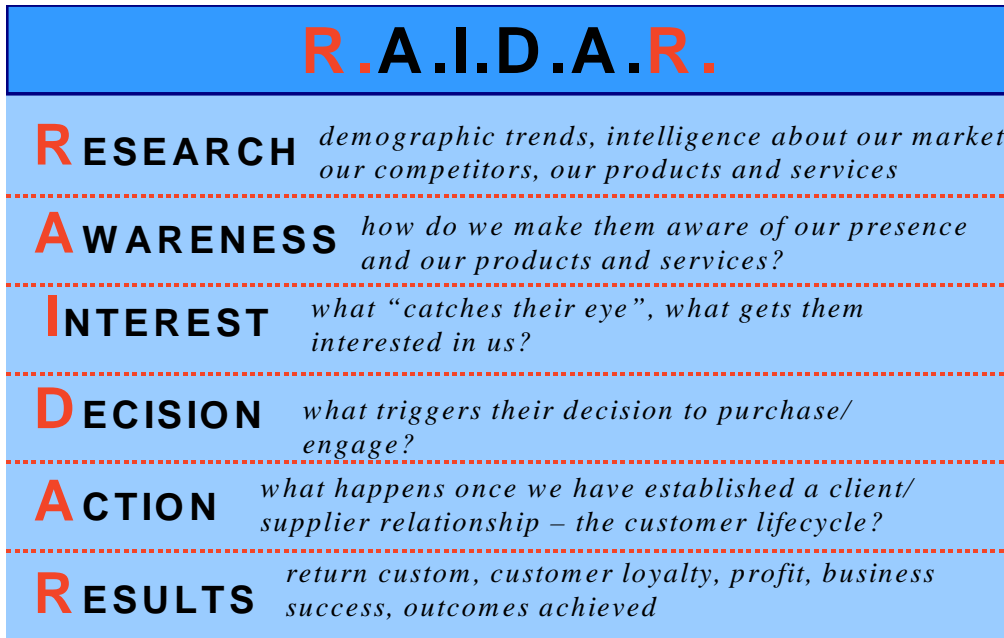 R.A.I.D.A.R.
RESEARCH demographic trends, intelligence about our market
our competitors, our products and services
AWARENESS how do we make them aware of our presence
and our products and services?
INTEREST what “catches their eye”, what gets them
interested in us?
DECISION what triggers their decision to purchase/
engage?
ACTION what happens once we have established a client/
supplier relationship – the customer lifecycle?
RESULTS return custom, customer loyalty, profit, business
success, outcomes achieved